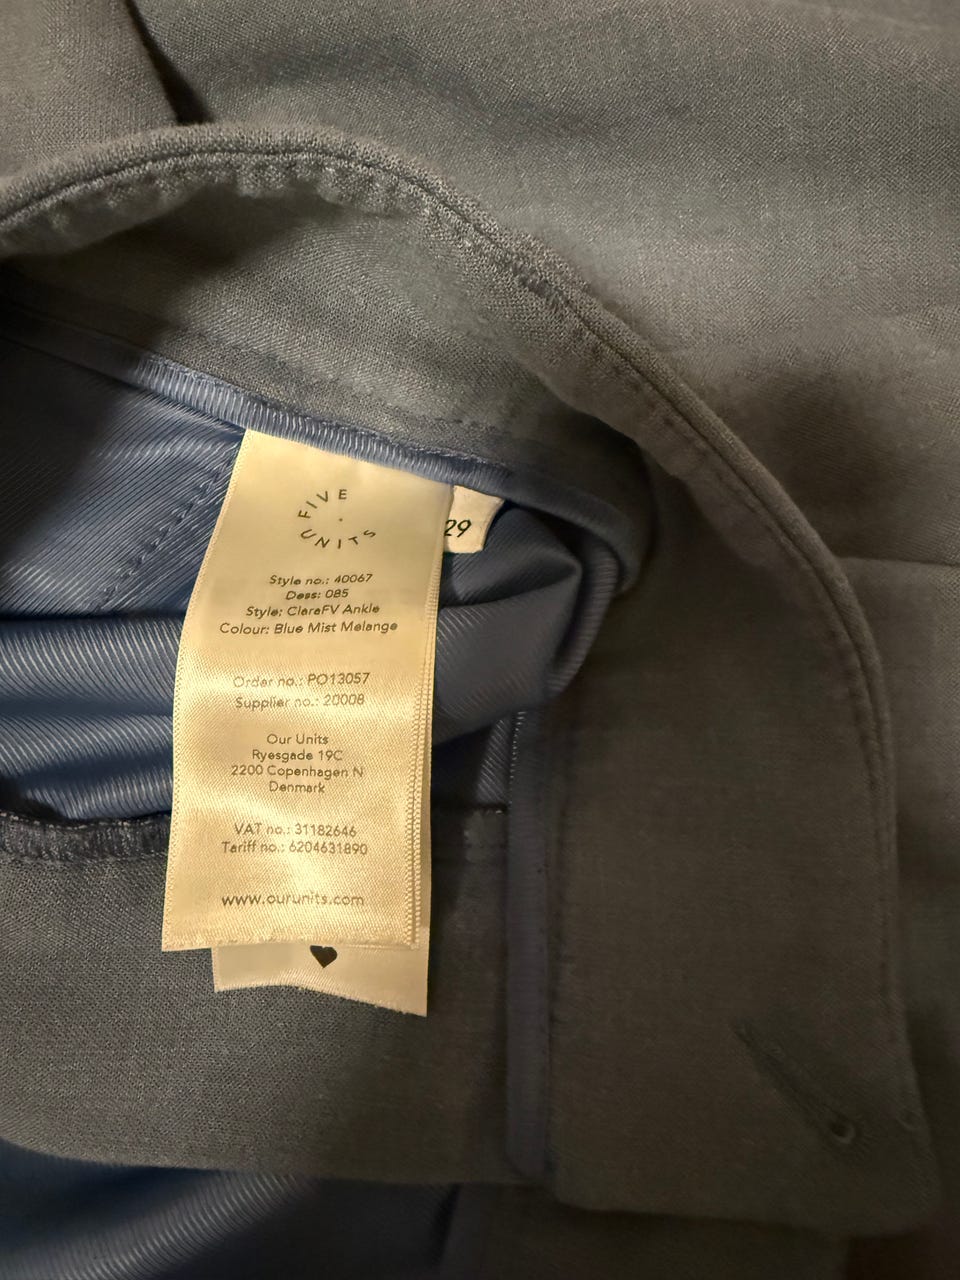 FIVE
UNITS
29
Style no.: 40067
Dess: 085
Style: ClaraFV Ankle
Colour: Blue Mist Melange
Order no.: PO13057
Supplier no.: 20008
Our Units
Ryesgade 19C
2200 Copenhagen N
Denmark
VAT no.: 31182646
Tariff no.: 6204631890
www.ourunits.com